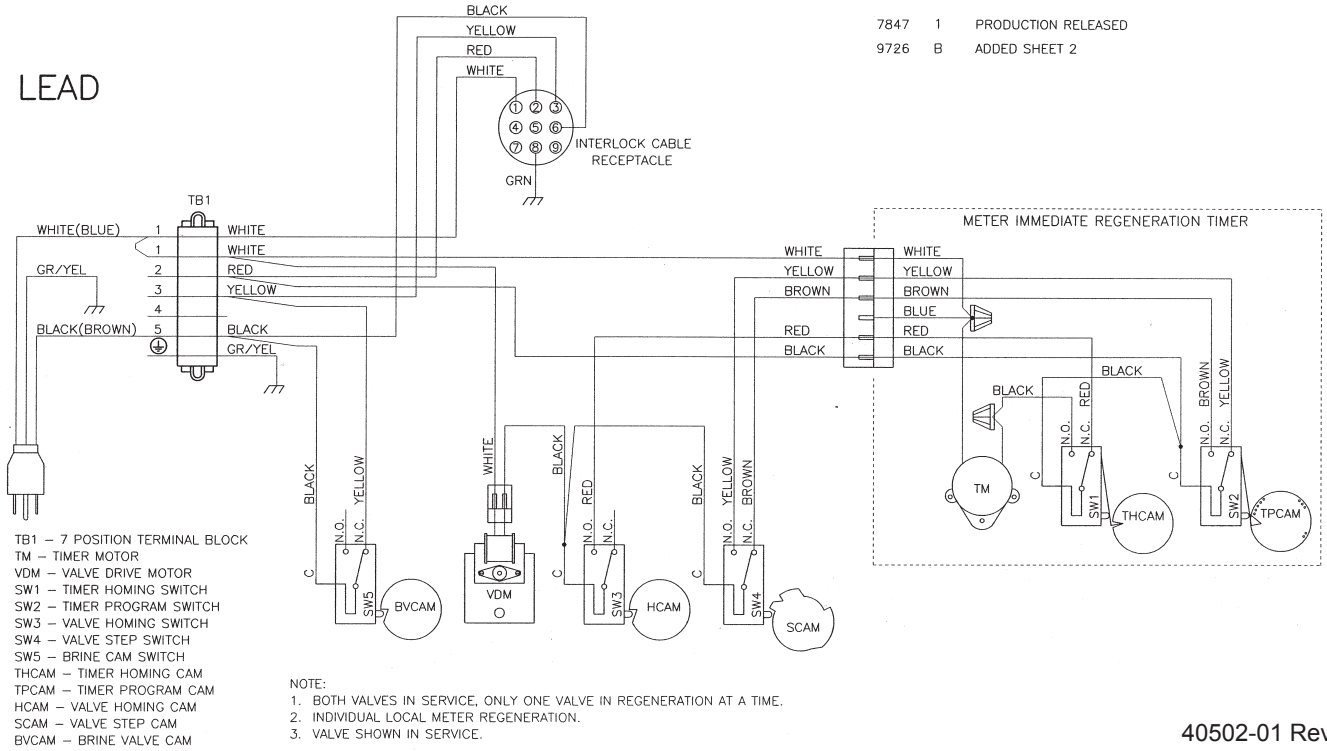 BLACK
YELLOW
RED
WHITE
7847 1 PRODUCTION RELEASED
9726 B ADDED SHEET 2
LEAD
1 2 3
4 5 6
7 8 9
INTERLOCK CABLE
RECEPTACLE
GRN
TB1
METER IMMEDIATE REGENERATION TIMER
WHITE(BLUE) 1 WHITE
1 WHITE
GR/YEL 2 RED
3 YELLOW
4
BLACK(BROWN) 5 BLACK
GR/YEL
WHITE WHITE
YELLOW YELLOW
BROWN BROWN
BLUE
RED RED
BLACK BLACK
BLACK
BLACK
RED
BROWN
YELLOW
N.O.
N.C.
N.O.
N.C.
C
C
TM
SW1
THCAM
SW2
TPCAM
BLACK
YELLOW
WHITE
BLACK
RED
BLACK
YELLOW
BROWN
N.O.
N.C.
N.O.
N.C.
N.O.
N.C.
C
C
C
SW5
BVCAM
VDM
SW3
HCAM
SW4
SCAM
TB1 – 7 POSITION TERMINAL BLOCK
TM – TIMER MOTOR
VDM – VALVE DRIVE MOTOR
SW1 – TIMER HOMING SWITCH
SW2 – TIMER PROGRAM SWITCH
SW3 – VALVE HOMING SWITCH
SW4 – VALVE STEP SWITCH
SW5 – BRINE CAM SWITCH
THCAM – TIMER HOMING CAM
TPCAM – TIMER PROGRAM CAM
HCAM – VALVE HOMING CAM
SCAM – VALVE STEP CAM
BVCAM – BRINE VALVE CAM
NOTE:
1. BOTH VALVES IN SERVICE, ONLY ONE VALVE IN REGENERATION AT A TIME.
2. INDIVIDUAL LOCAL METER REGENERATION.
3. VALVE SHOWN IN SERVICE.
40502-01 Rev